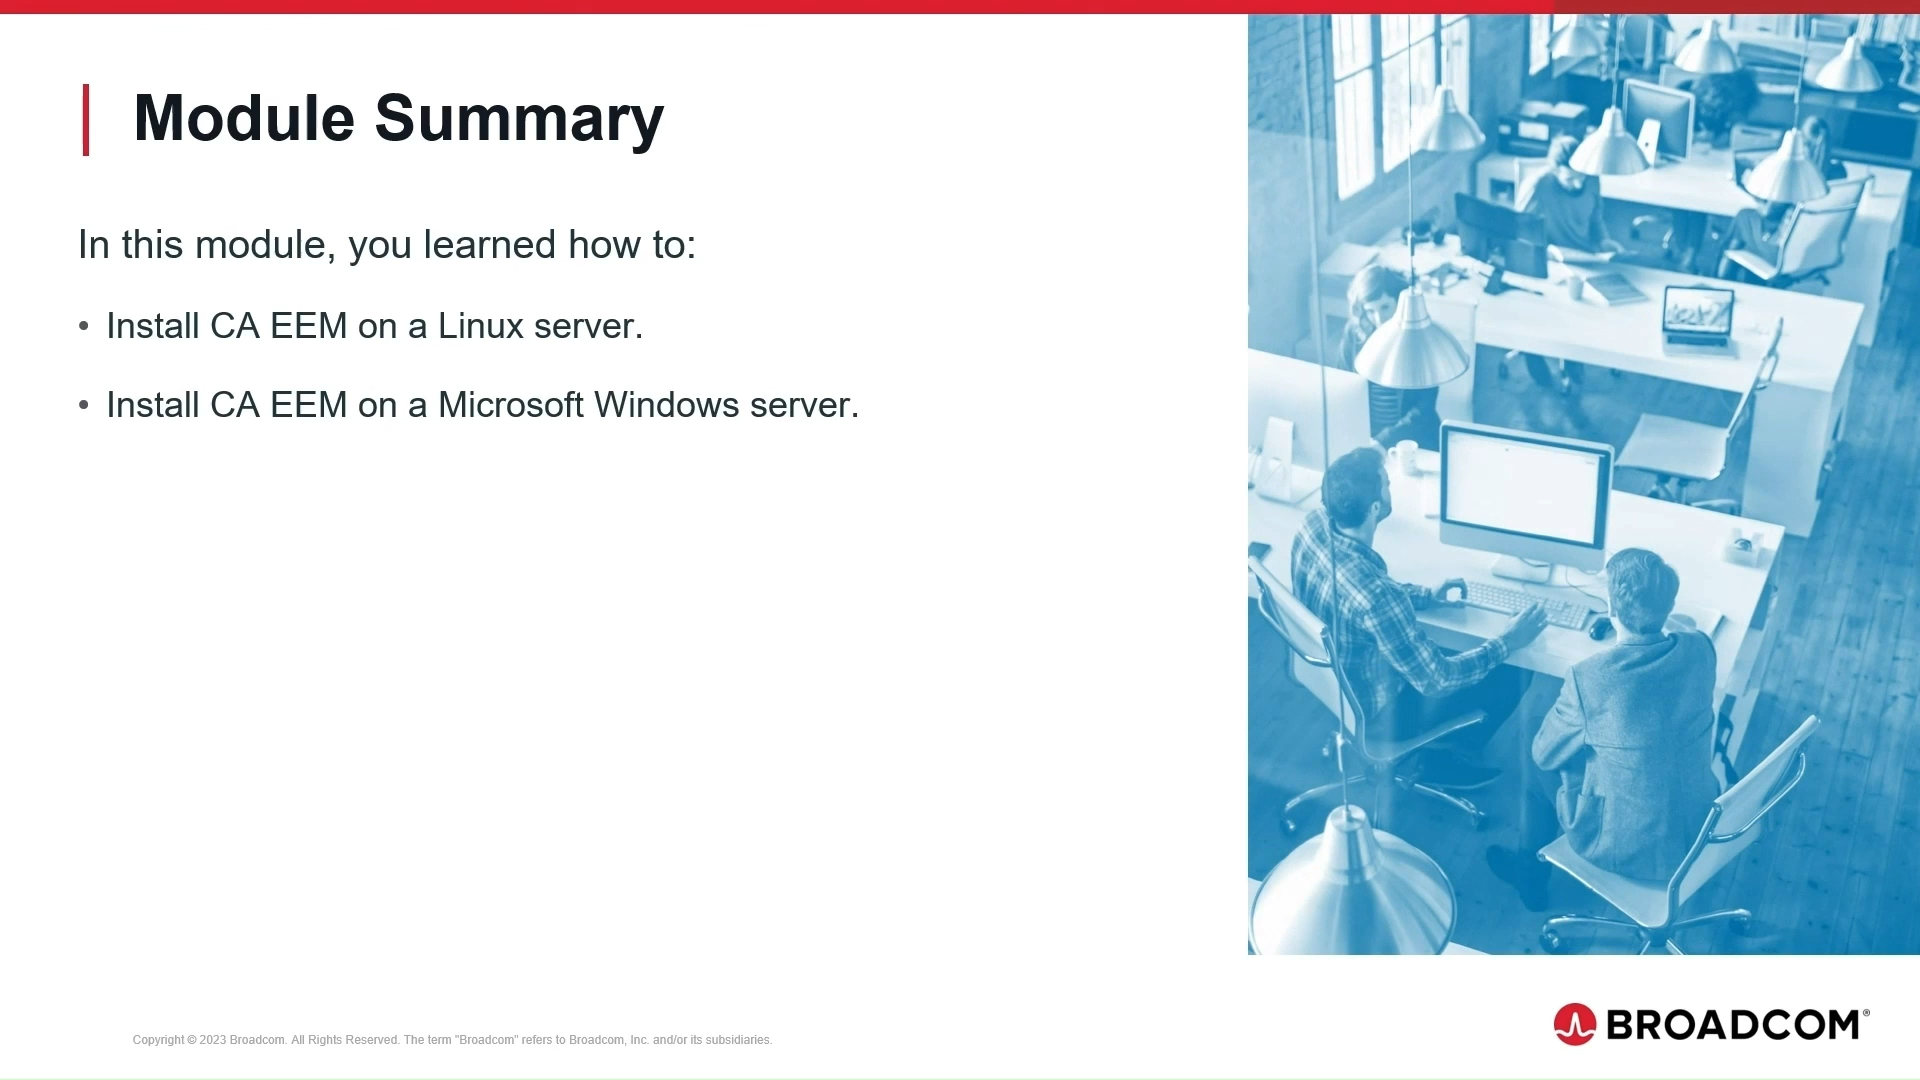 Module Summary
In this module, you learned how to:
• Install CA EEM on a Linux server.
• Install CA EEM on a Microsoft Windows server.
Copyright © 2023 Broadcom. All Rights Reserved. The term "Broadcom" refers to Broadcom, Inc. and/or its subsidiaries.
BROADCOM®